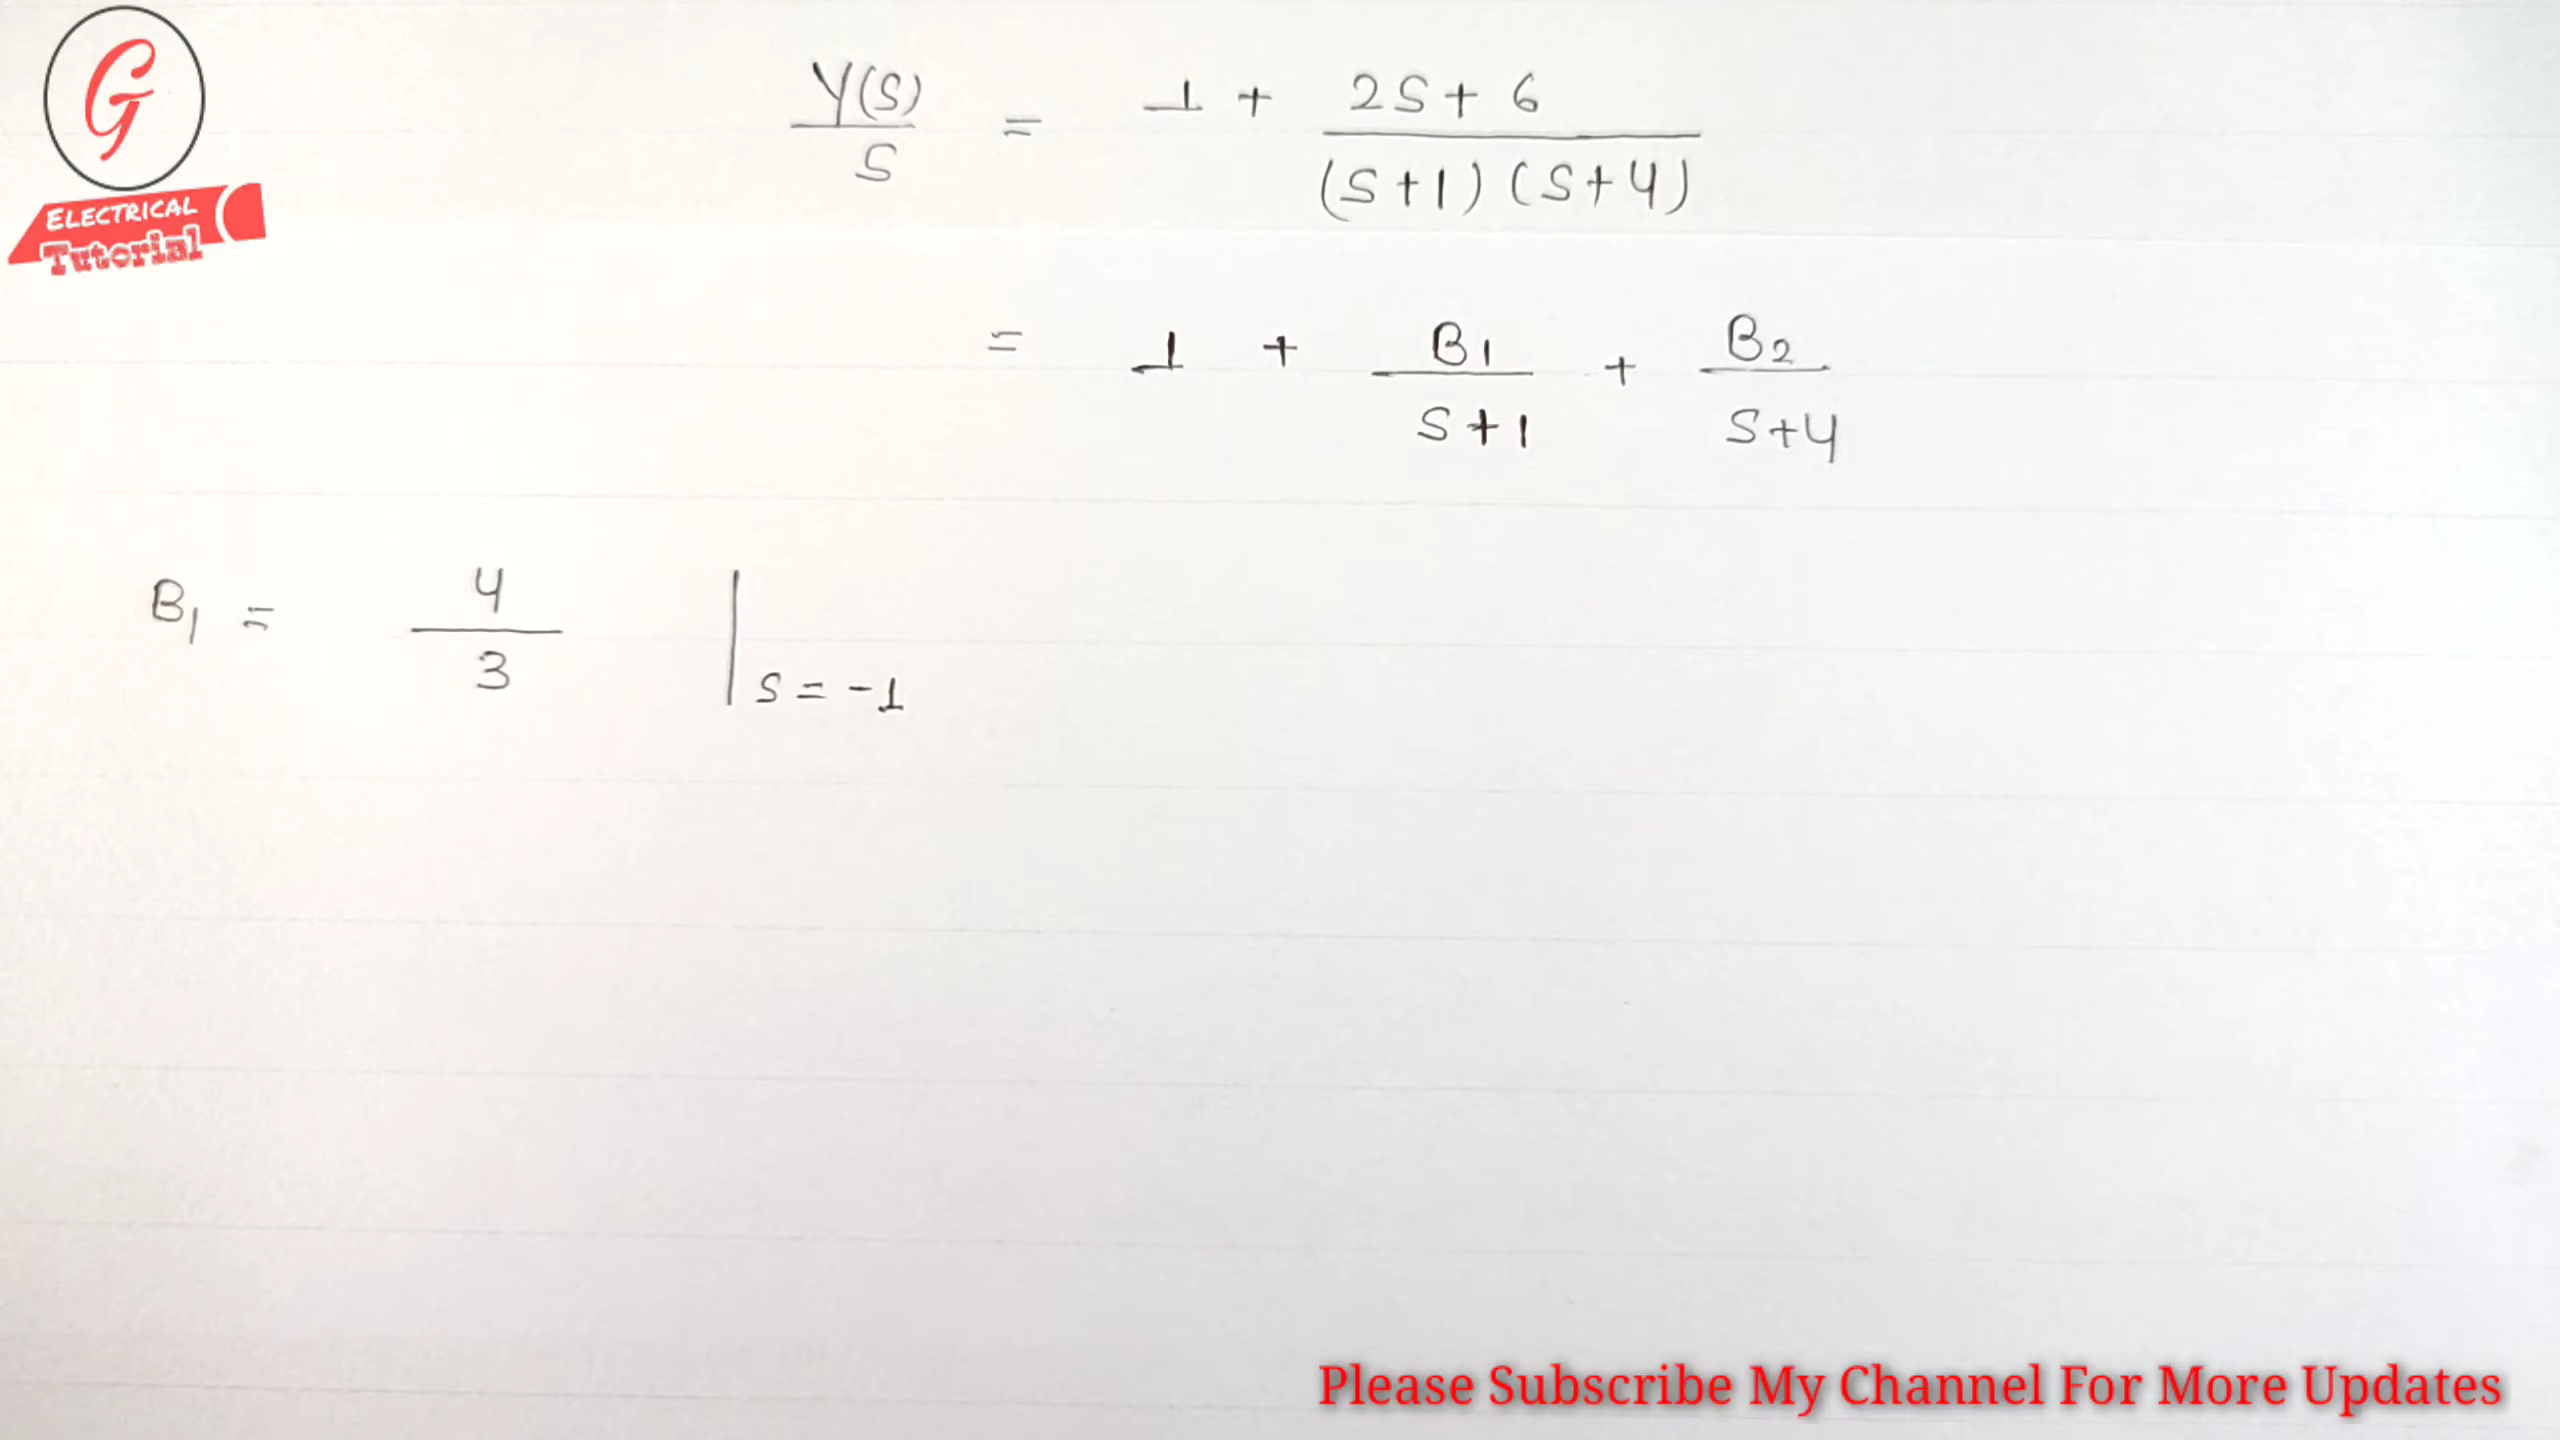 G
ELECTRICAL
Tutorial
Y(S)/S = 1 + 2S + 6/(S+1)(S+4)
= 1 + B1/S+1 + B2/S+4
B1 = 4/3 | S = -1
Please Subscribe My Channel For More Updates